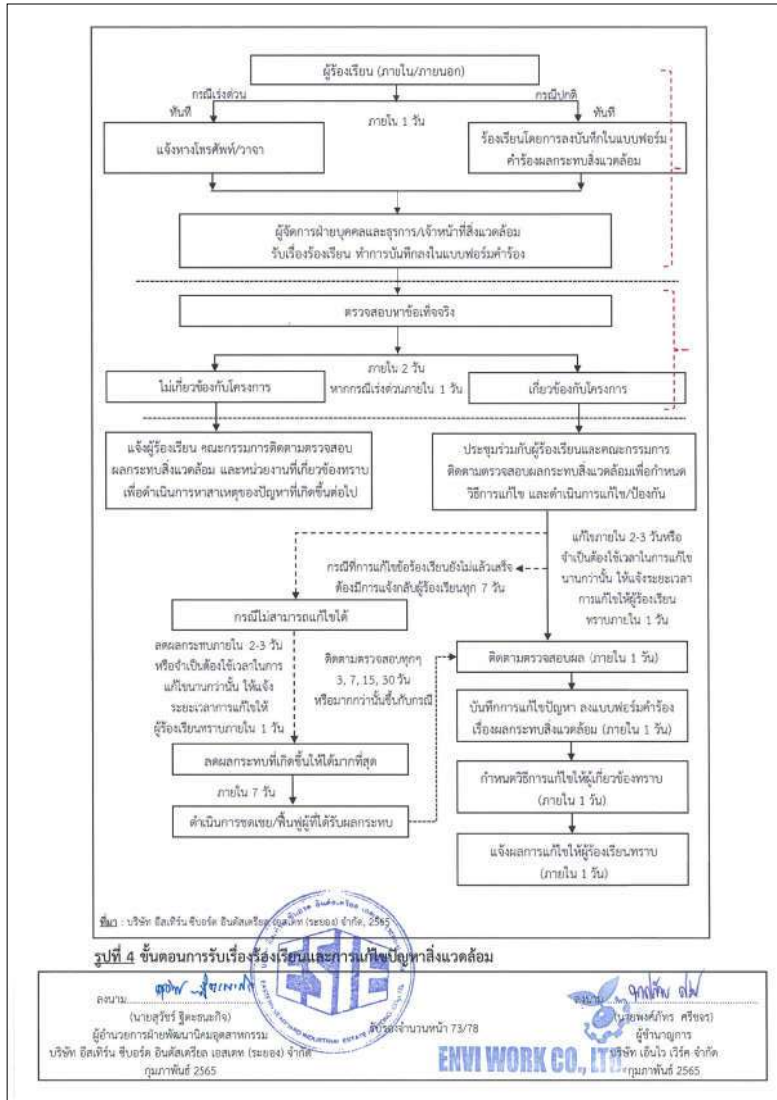 ผู้ร้องเรียน (ภายใน/ภายนอก)
กรณีเร่งด่วน
กรณีปกติ
ทันที
ภายใน 1 วัน
ทันที
แจ้งทางโทรศัพท์/วาจา
ร้องเรียนโดยการลงบันทึกในแบบฟอร์ม
คำร้องผลกระทบสิ่งแวดล้อม
ผู้จัดการฝ่ายบุคคลและธุรการ/เจ้าหน้าที่สิ่งแวดล้อม
รับเรื่องร้องเรียน ทำการบันทึกลงในแบบฟอร์มคำร้อง
ตรวจสอบหาข้อเท็จจริง
ภายใน 2 วัน
หากกรณีเร่งด่วนภายใน 1 วัน
ไม่เกี่ยวข้องกับโครงการ
เกี่ยวข้องกับโครงการ
แจ้งผู้ร้องเรียน คณะกรรมการติดตามตรวจสอบ
ผลกระทบสิ่งแวดล้อม และหน่วยงานที่เกี่ยวข้องทราบ
เพื่อดำเนินการหาสาเหตุของปัญหาที่เกิดขึ้นต่อไป
ประชุมร่วมกับผู้ร้องเรียนและคณะกรรมการ
ติดตามตรวจสอบผลกระทบสิ่งแวดล้อมเพื่อกำหนด
วิธีการแก้ไข และดำเนินการแก้ไข/ป้องกัน
แก้ไขภายใน 2-3 วันหรือ
จำเป็นต้องใช้เวลาในการแก้ไข
นานกว่านั้น ให้แจ้งระยะเวลา
การแก้ไขให้ผู้ร้องเรียน
ทราบภายใน 1 วัน
กรณีที่การแก้ไขข้อร้องเรียนยังไม่แล้วเสร็จ
ต้องมีการแจ้งกลับผู้ร้องเรียนทุก 7 วัน
กรณีไม่สามารถแก้ไขได้
ลดผลกระทบภายใน 2-3 วัน
หรือจำเป็นต้องใช้เวลาในการ
แก้ไขนานกว่านั้น ให้แจ้ง
ระยะเวลาการแก้ไขให้
ผู้ร้องเรียนทราบภายใน 1 วัน
ติดตามตรวจสอบทุกๆ
3, 7, 15, 30 วัน
หรือมากกว่านั้นขึ้นกับกรณี
ติดตามตรวจสอบผล (ภายใน 1 วัน)
บันทึกการแก้ไขปัญหา ลงแบบฟอร์มคำร้อง
เรื่องผลกระทบสิ่งแวดล้อม (ภายใน 1 วัน)
ลดผลกระทบที่เกิดขึ้นให้ได้มากที่สุด
ภายใน 7 วัน
ดำเนินการชดเชย/ฟื้นฟูผู้ที่ได้รับผลกระทบ
กำหนดวิธีการแก้ไขให้ผู้เกี่ยวข้องทราบ
(ภายใน 1 วัน)
แจ้งผลการแก้ไขให้ผู้ร้องเรียนทราบ
(ภายใน 1 วัน)
ที่มา : บริษัท อีสเทิร์น ซีบอร์ด อินดัสเตรียล เอสเตท (ระยอง) จำกัด, 2565
รูปที่ 4 ขั้นตอนการรับเรื่องร้องเรียนและการแก้ไขปัญหาสิ่งแวดล้อม
ลงนาม
(นายสุวัชร์ ฐิตะธนะกิจ)
ผู้อำนวยการฝ่ายพัฒนานิคมอุตสาหกรรม
บริษัท อีสเทิร์น ซีบอร์ด อินดัสเตรียล เอสเตท (ระยอง) จำกัด
กุมภาพันธ์ 2565
ESIE
EASTERN SEABOARD INDUSTRIAL ESTATE (RAYONG) CO.,LTD.
รับรองจำนวนหน้า 73/78
ENVI WORK CO., LTD.
ลงนาม
(นายพงศ์ภัทร ศรีขจร)
ผู้ชำนาญการ
บริษัท เอ็นไว เวิร์ค จำกัด
กุมภาพันธ์ 2565